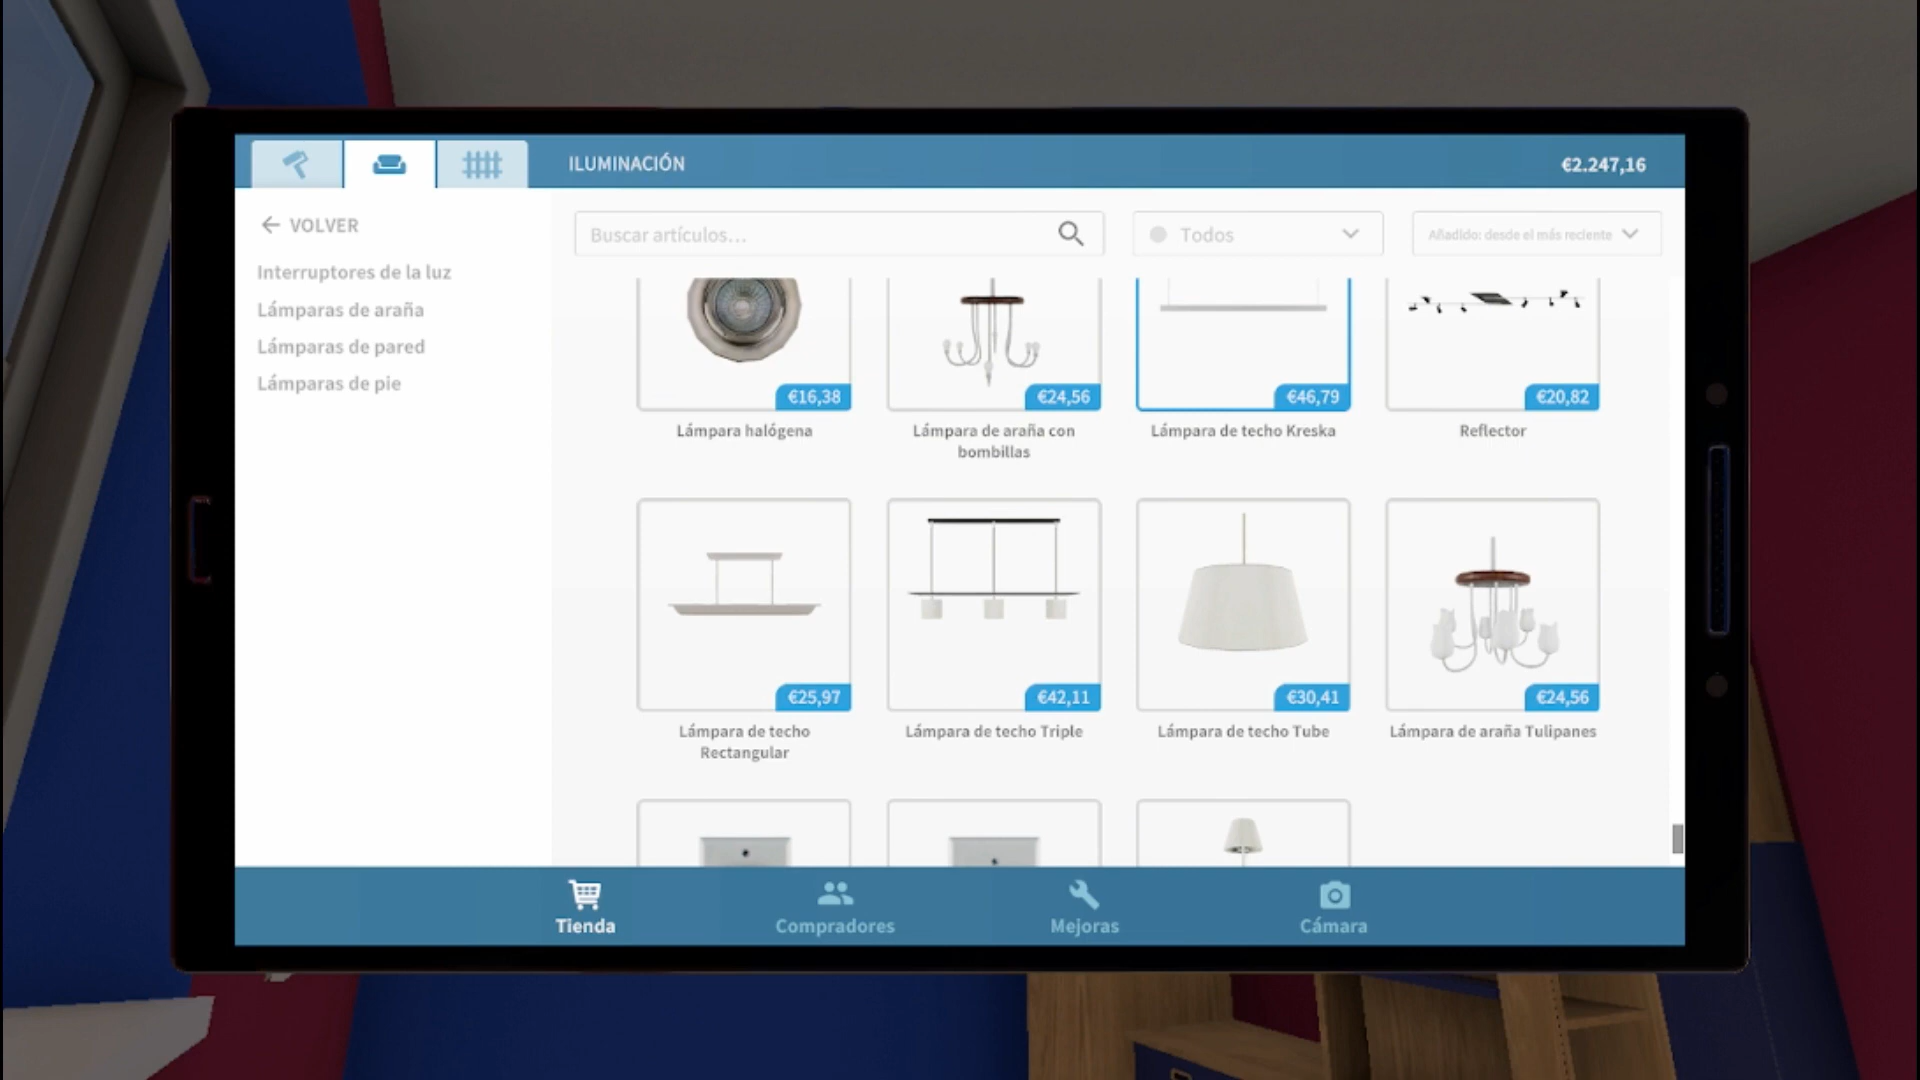 ILUMINACIÓN
€2.247,16
VOLVER
Buscar artículos...
Todos
Añadido: desde el más reciente
Interruptores de la luz
Lámparas de araña
Lámparas de pared
Lámparas de pie
€16,38
€24,56
€46,79
€20,82
Lámpara halógena
Lámpara de araña con
bombillas
Lámpara de techo Kreska
Reflector
€25,97
€42,11
€30,41
€24,56
Lámpara de techo
Rectangular
Lámpara de techo Triple
Lámpara de techo Tube
Lámpara de araña Tulipanes
Tienda
Compradores
Mejoras
Cámara